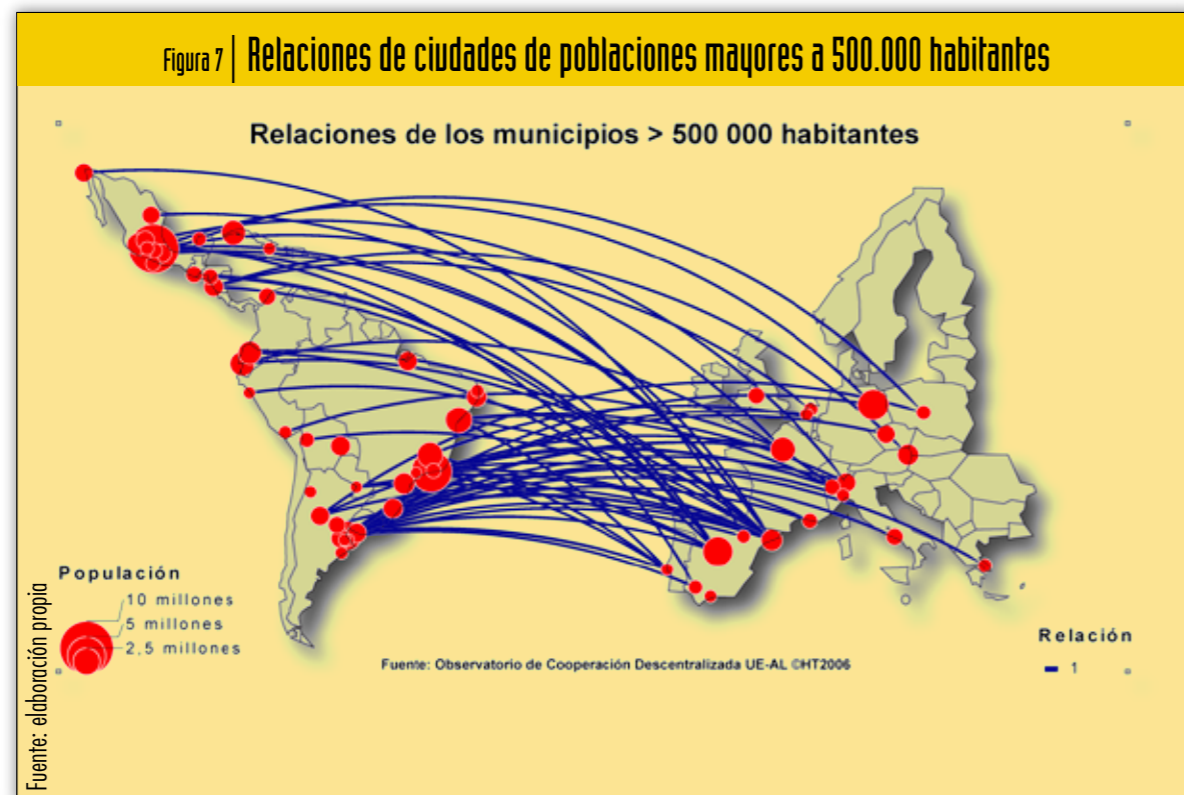 Figura 7 | Relaciones de ciudades de poblaciones mayores a 500.000 habitantes
Relaciones de los municipios > 500 000 habitantes
Populación
10 millones
5 millones
2,5 millones
Relación
1
Fuente: Observatorio de Cooperación Descentralizada UE-AL ©HT2006
Fuente: elaboración propia